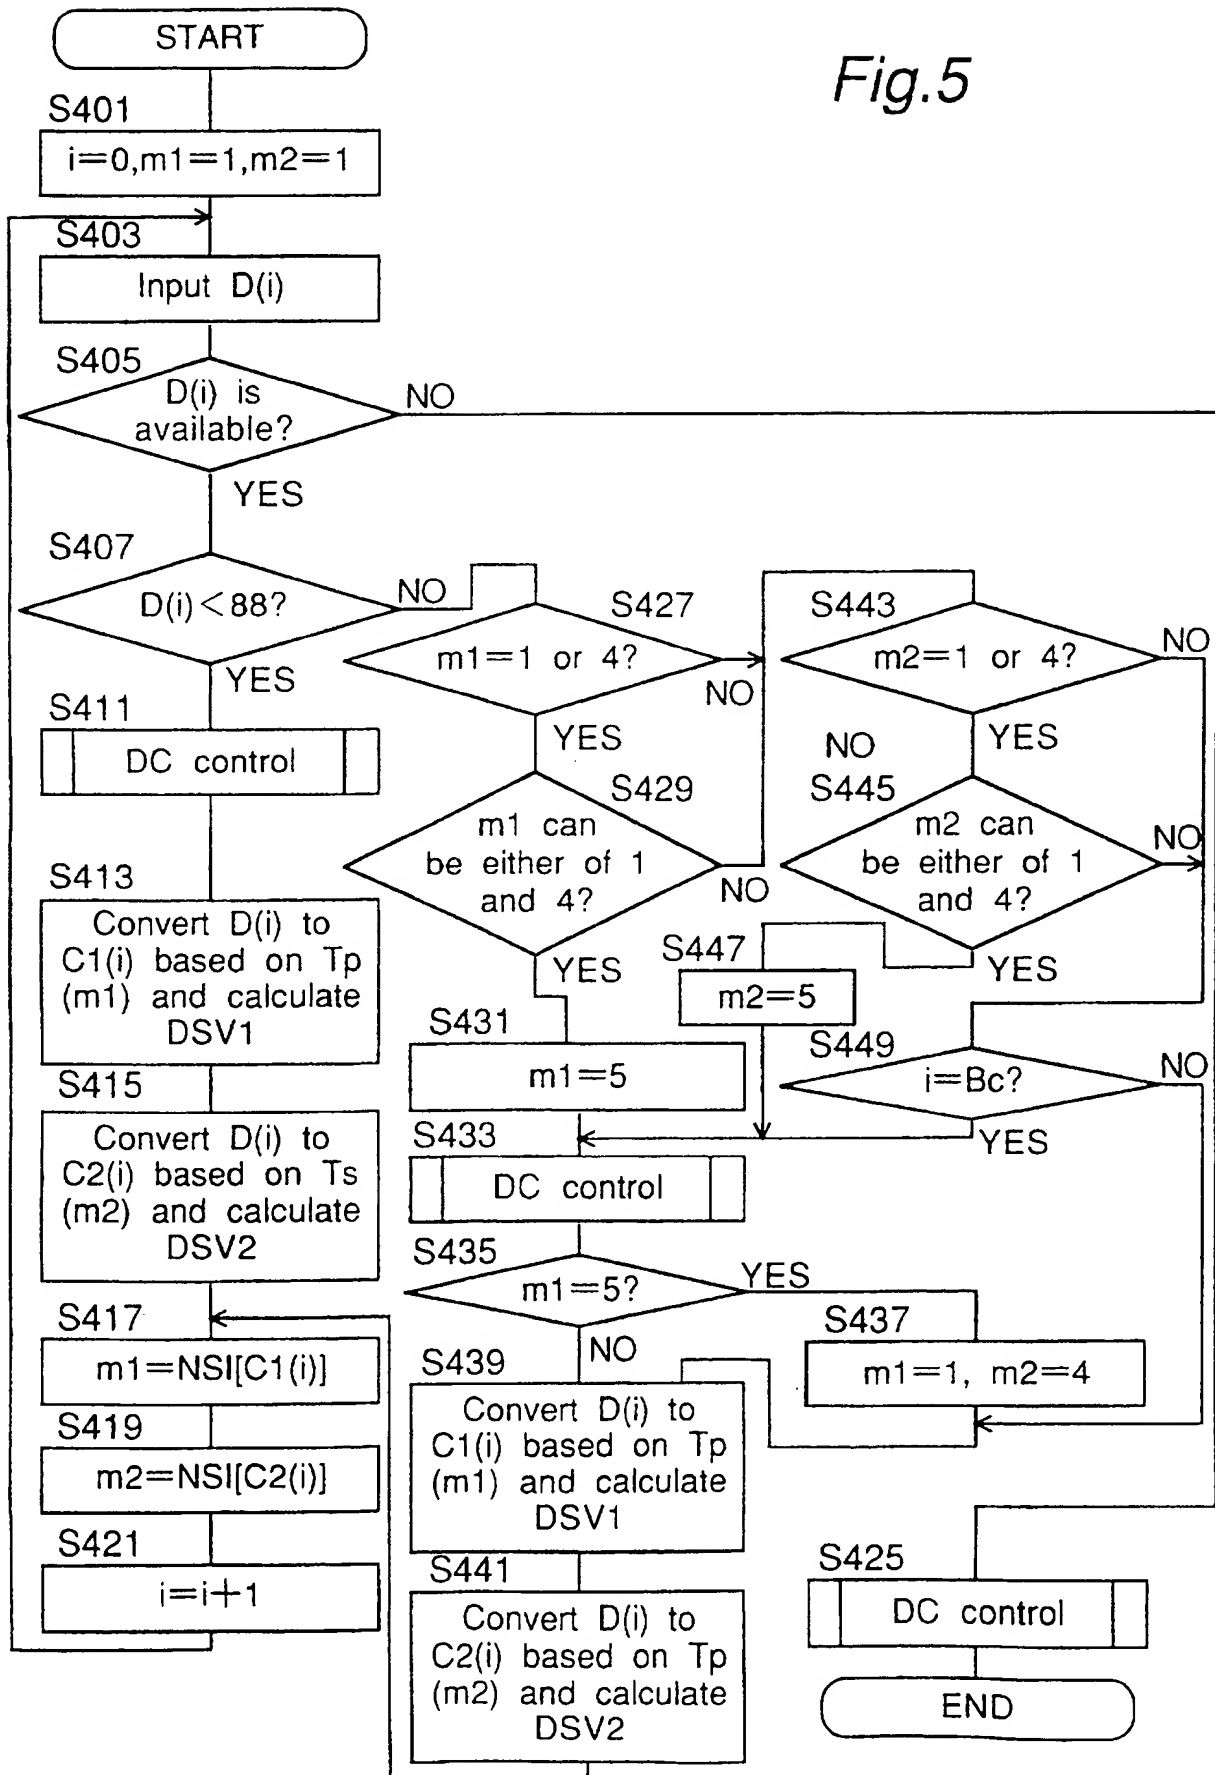 START
Fig.5
S401
i=0,m1=1,m2=1
S403
Input D(i)
S405
D(i) is
available?
NO
YES
S407
D(i)<88?
NO
YES
S411
DC control
S413
Convert D(i) to
C1(i) based on Tp
(m1) and calculate
DSV1
S415
Convert D(i) to
C2(i) based on Ts
(m2) and calculate
DSV2
S417
m1=NSI[C1(i)]
S419
m2=NSI[C2(i)]
S421
i=i+1
S427
m1=1 or 4?
NO
YES
S429
m1 can
be either of 1
and 4?
NO
YES
S431
m1=5
S433
DC control
S435
m1=5?
YES
NO
S437
m1=1, m2=4
S439
Convert D(i) to
C1(i) based on Tp
(m1) and calculate
DSV1
S441
Convert D(i) to
C2(i) based on Tp
(m2) and calculate
DSV2
S443
m2=1 or 4?
NO
YES
NO
S445
m2 can
be either of 1
and 4?
NO
YES
S447
m2=5
S449
i=Bc?
NO
YES
S425
DC control
END